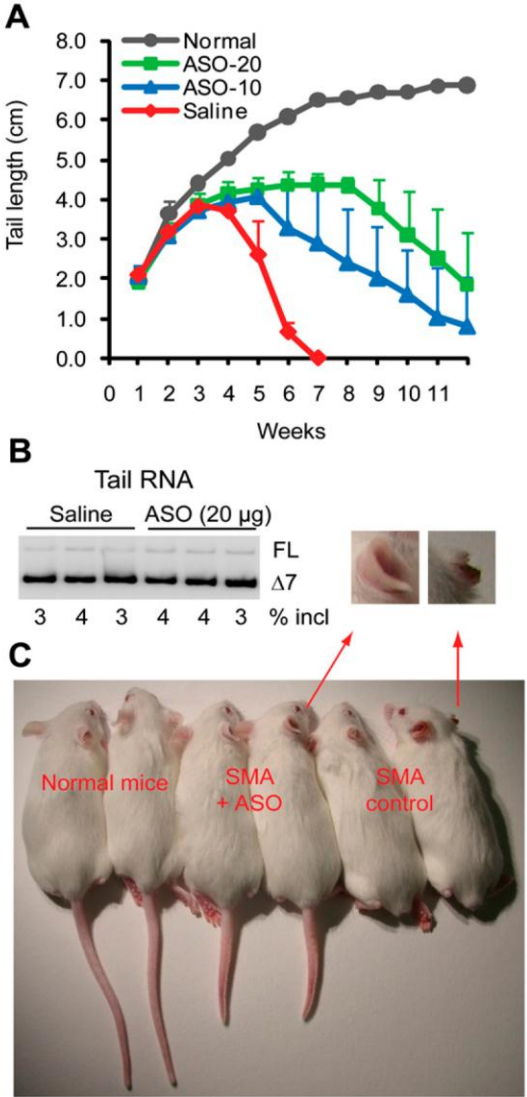 A
Tail length (cm)
8.0
7.0
6.0
5.0
4.0
3.0
2.0
1.0
0.0
Normal
ASO-20
ASO-10
Saline
0 1 2 3 4 5 6 7 8 9 10 11
Weeks
B
Tail RNA
Saline ASO (20 µg)
FL
Δ7
3 4 3 4 4 3 % incl
C
Normal mice
SMA
+ ASO
SMA
control